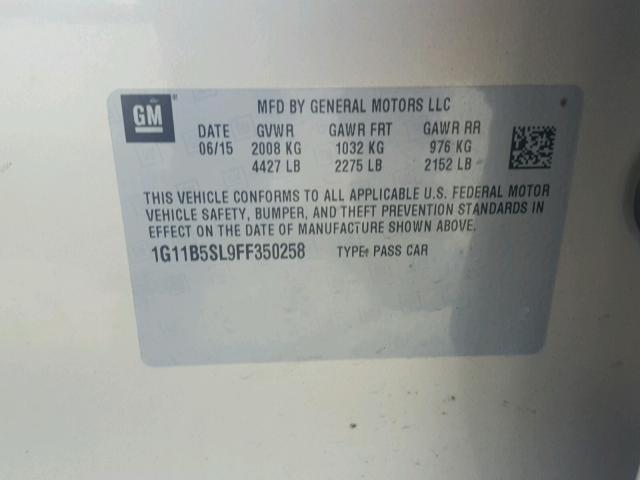 GM
MFD BY GENERAL MOTORS LLC
DATE GVWR GAWR FRT GAWR RR
06/15 2008 KG 1032 KG 976 KG
4427 LB 2275 LB 2152 LB
THIS VEHICLE CONFORMS TO ALL APPLICABLE U.S. FEDERAL MOTOR
VEHICLE SAFETY, BUMPER, AND THEFT PREVENTION STANDARDS IN
EFFECT ON THE DATE OF MANUFACTURE SHOWN ABOVE.
1G11B5SL9FF350258 TYPE: PASS CAR